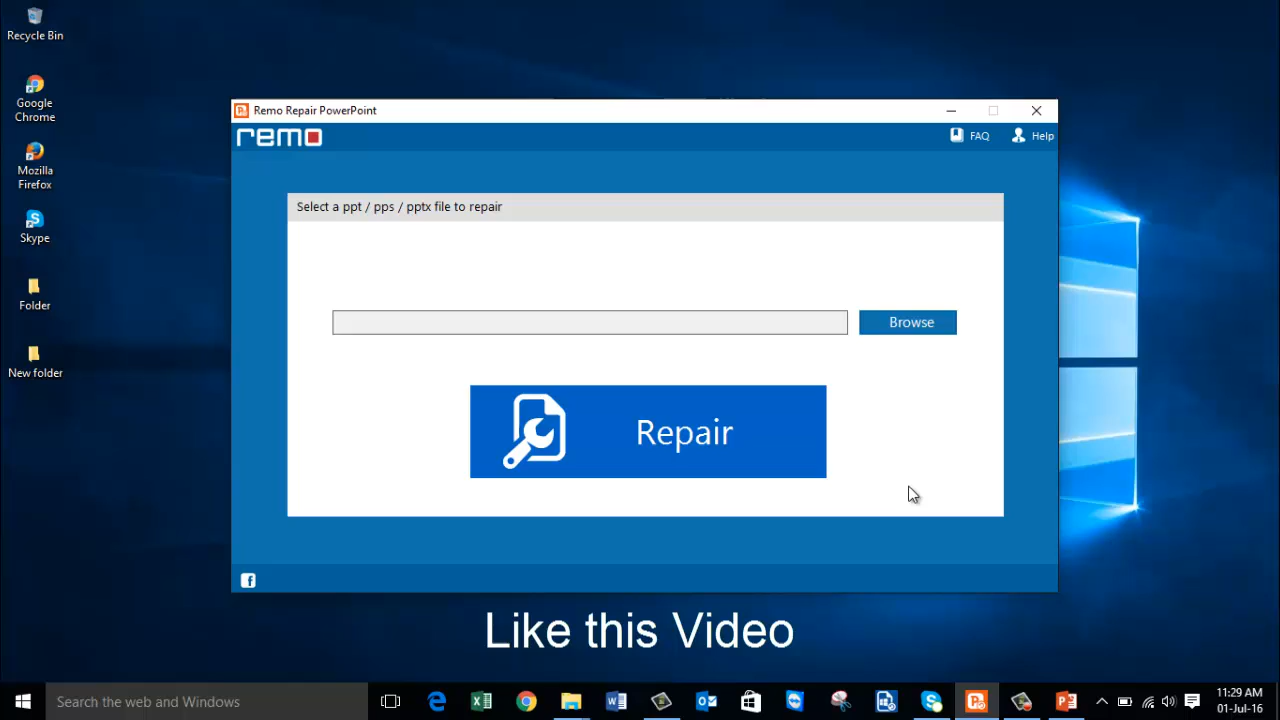 Recycle Bin
Google
Chrome
Mozilla
Firefox
Skype
Folder
New folder
Remo Repair PowerPoint
remo
FAQ
Help
Select a ppt / pps / pptx file to repair
Browse
Repair
Like this Video
Search the web and Windows
11:29 AM
01-Jul-16